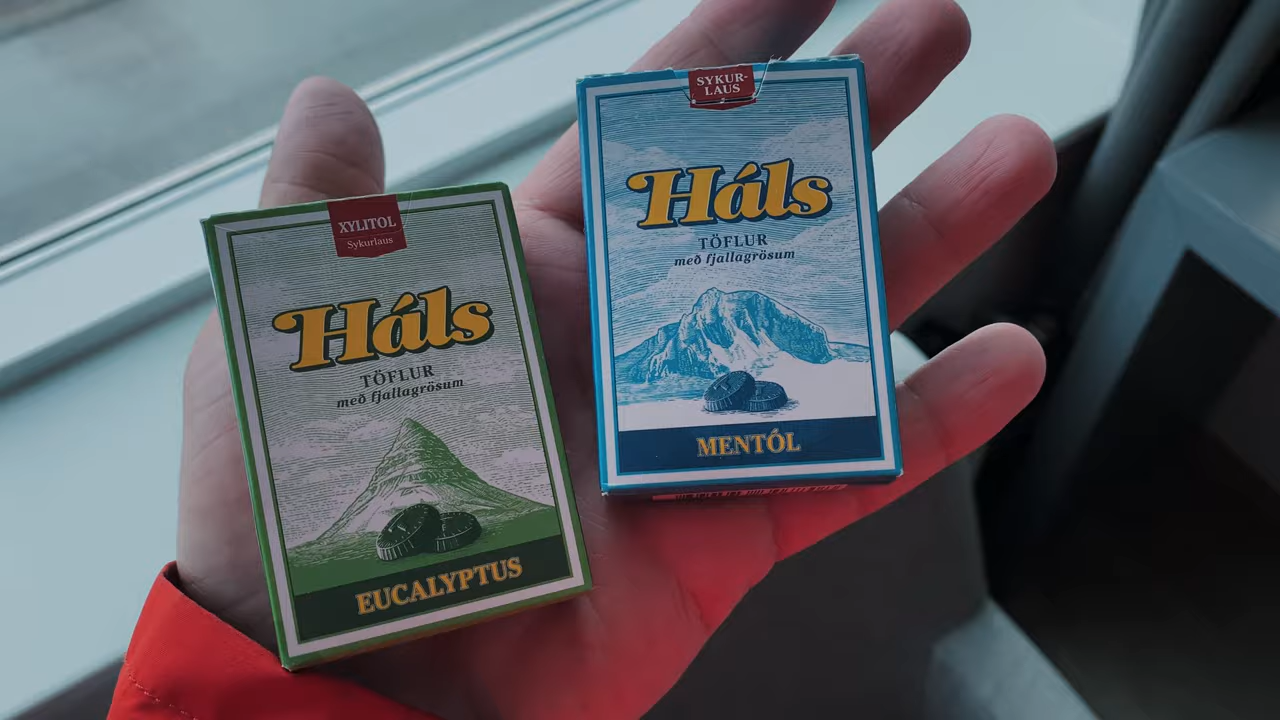 XYLITOL
Sykurlaus
Háls
TÖFLUR
með fjallagrösum
EUCALYPTUS
SYKUR-
LAUS
Háls
TÖFLUR
með fjallagrösum
MENTÓL